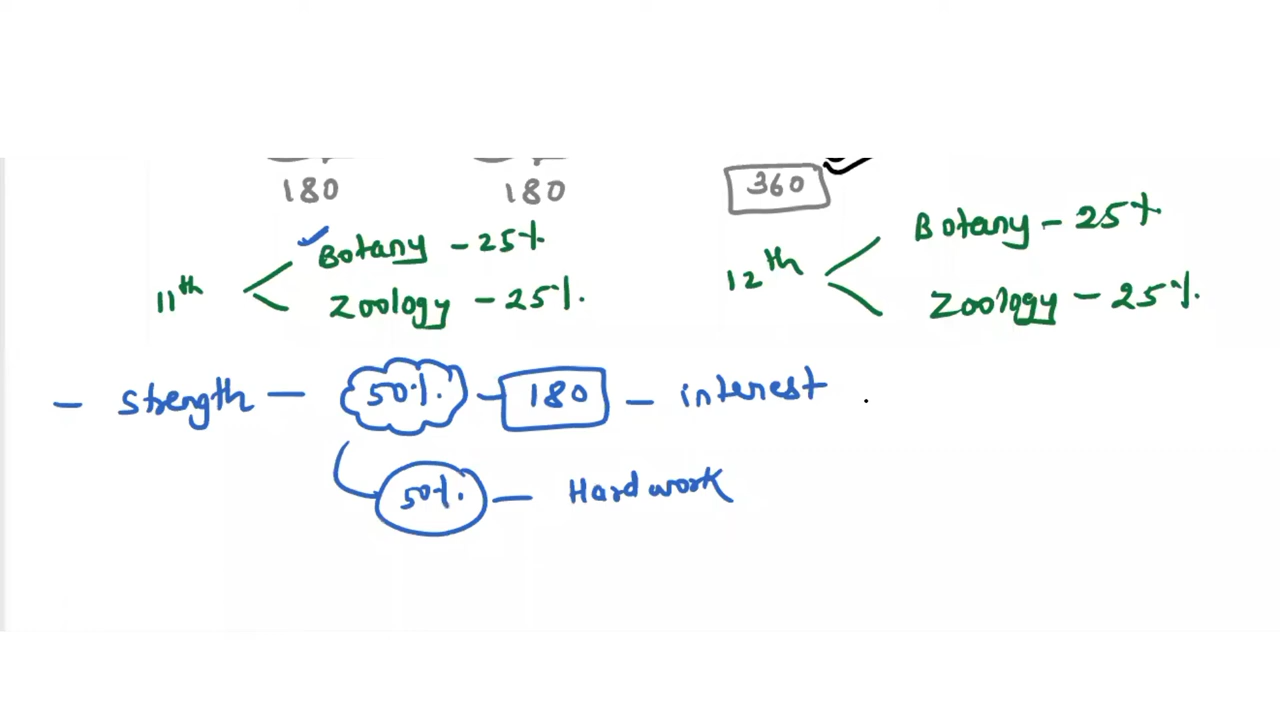 180 180 360
11th Botany - 25% 12th Botany - 25%
Zoology - 25% Zoology - 25%
- strength - 50% - 180 - interest
50% - Hardwork